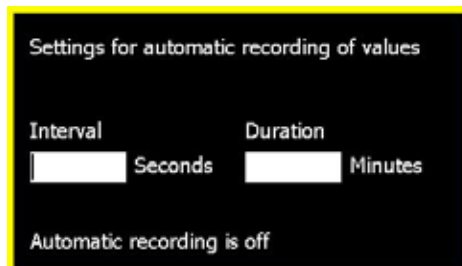 Settings for automatic recording of values
Interval Duration
Seconds Minutes
Automatic recording is off